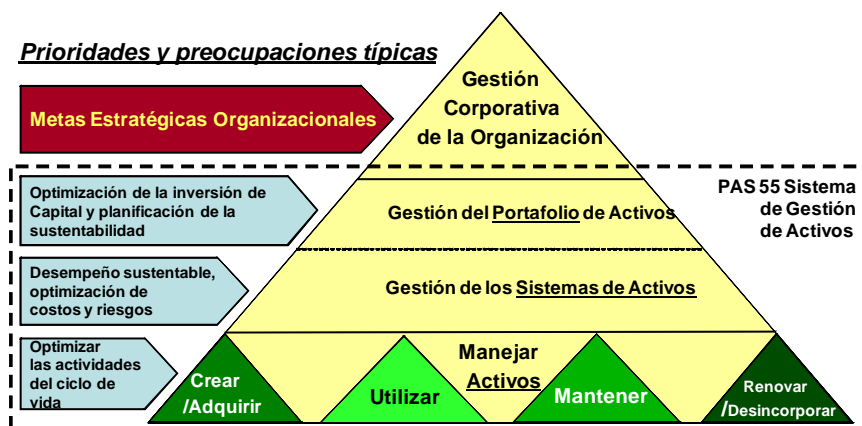 Prioridades y preocupaciones típicas
Gestión
Corporativa
de la Organización
Metas Estratégicas Organizacionales
Optimización de la inversión de
Capital y planificación de la
sustentabilidad
Gestión del Portafolio de Activos
PAS 55 Sistema
de Gestión
de Activos
Desempeño sustentable,
optimización de
costos y riesgos
Gestión de los Sistemas de Activos
Optimizar
las actividades
del ciclo de
vida
Manejar
Activos
Crear
/Adquirir
Utilizar
Mantener
Renovar
/Desincorporar